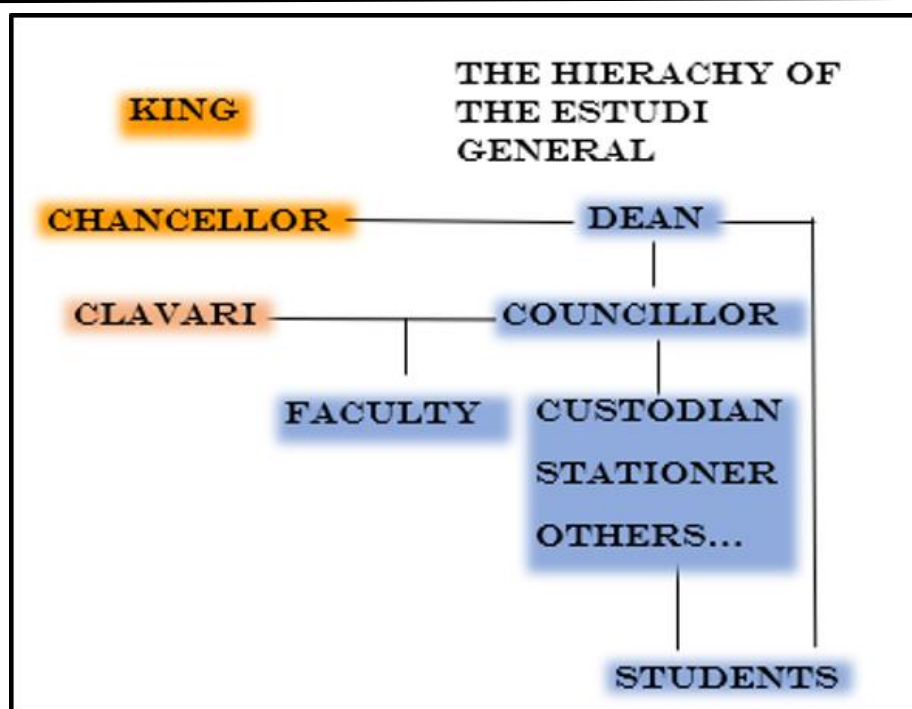 KING
THE HIERACHY OF
THE ESTUDI
GENERAL
CHANCELLOR
DEAN
CLAVARI
COUNCILLOR
FACULTY
CUSTODIAN
STATIONER
OTHERS...
STUDENTS